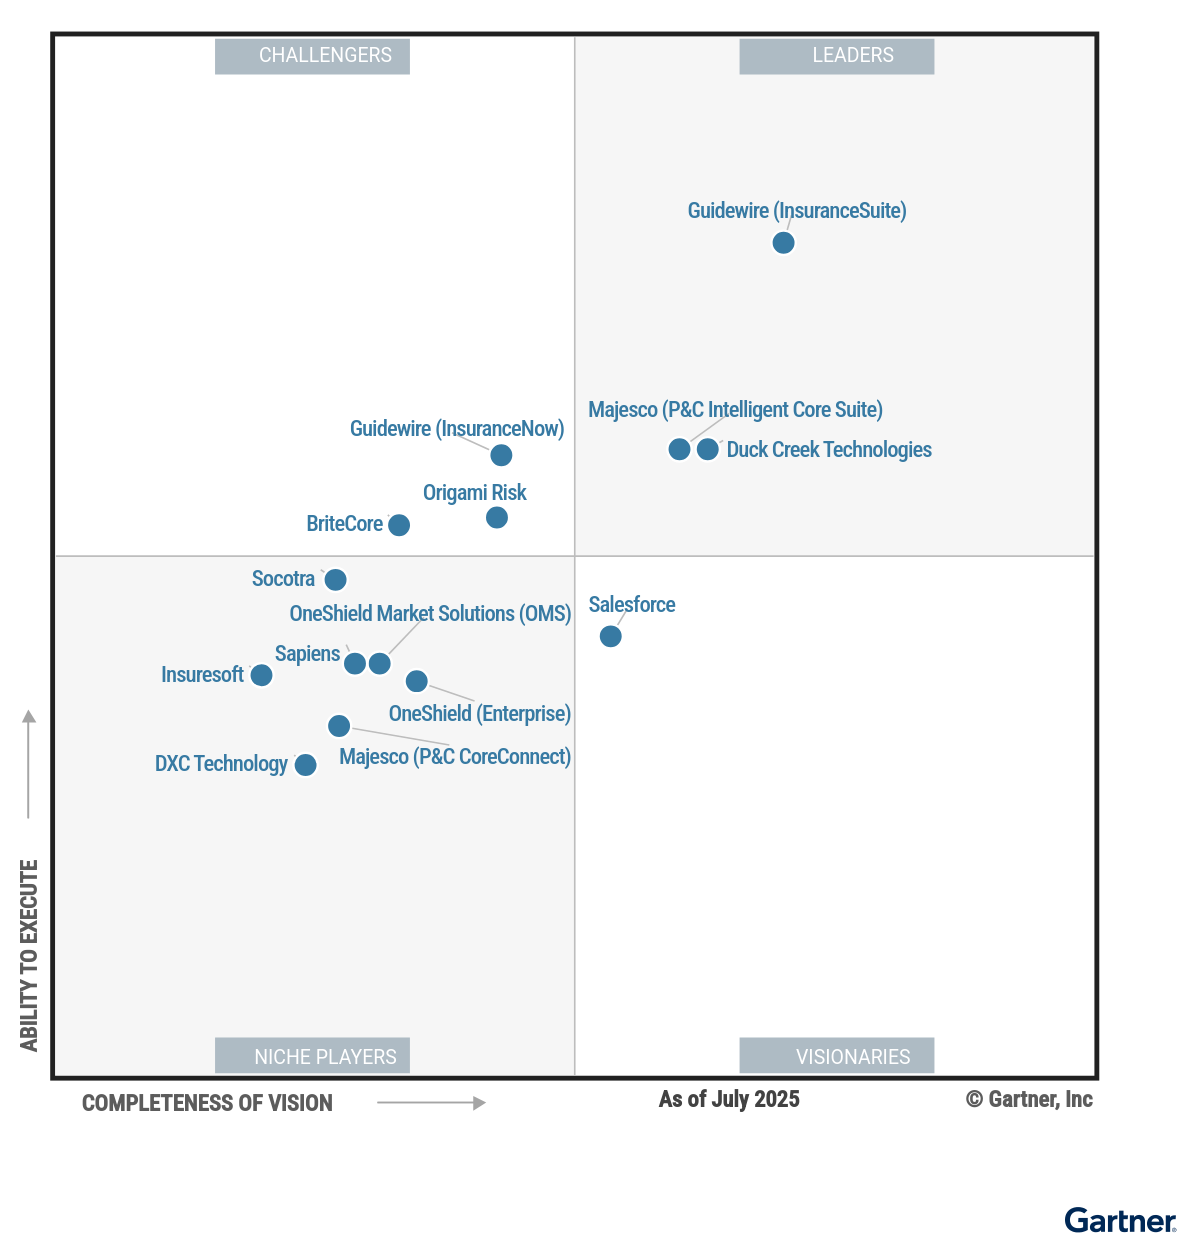 CHALLENGERS
LEADERS
Guidewire (InsuranceSuite)
Majesco (P&C Intelligent Core Suite)
Guidewire (InsuranceNow)
Duck Creek Technologies
Origami Risk
BriteCore
Socotra
Salesforce
OneShield Market Solutions (OMS)
Sapiens
Insuresoft
OneShield (Enterprise)
Majesco (P&C CoreConnect)
DXC Technology
ABILITY TO EXECUTE
NICHE PLAYERS
VISIONARIES
COMPLETENESS OF VISION
As of July 2025
© Gartner, Inc
Gartner®